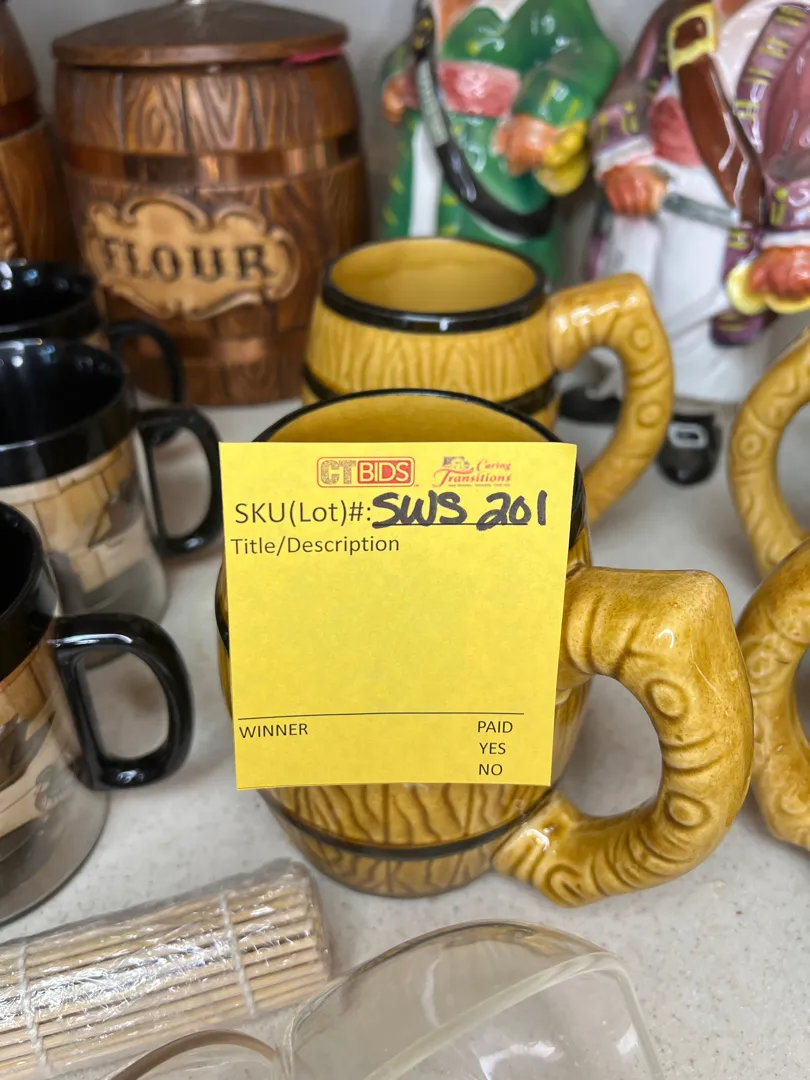 FLOUR
CTBIDS Caring
Transitions
SKU(Lot)#: SWS 201
Title/Description
WINNER PAID
YES
NO